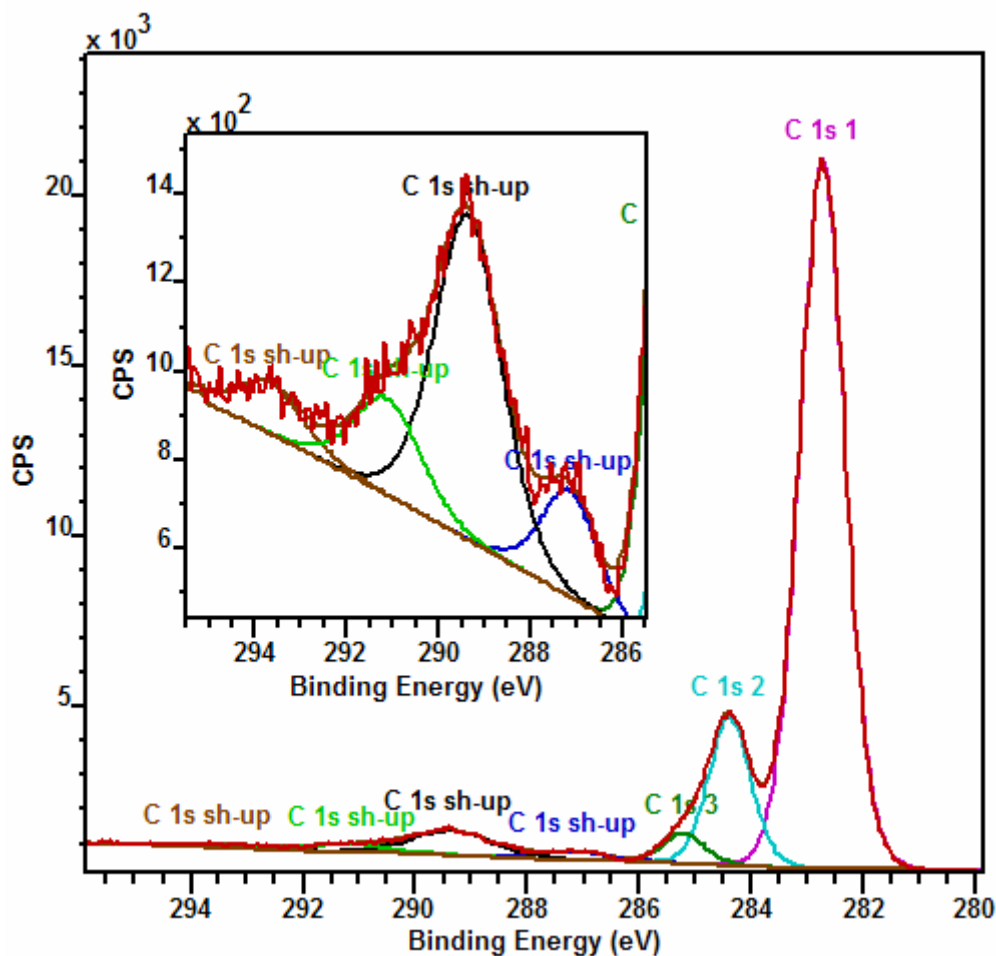 x 10³
C 1s 1
x 10²
14
C 1s sh-up
C
12
20
10
C 1s sh-up
C 1s sh-up
CPS
15
8
C 1s sh-up
CPS
6
10
294 292 290 288 286
Binding Energy (eV)
5
C 1s 2
C 1s sh-up
C 1s sh-up
C 1s sh-up
C 1s sh-up
C 1s 3
294 292 290 288 286 284 282 280
Binding Energy (eV)